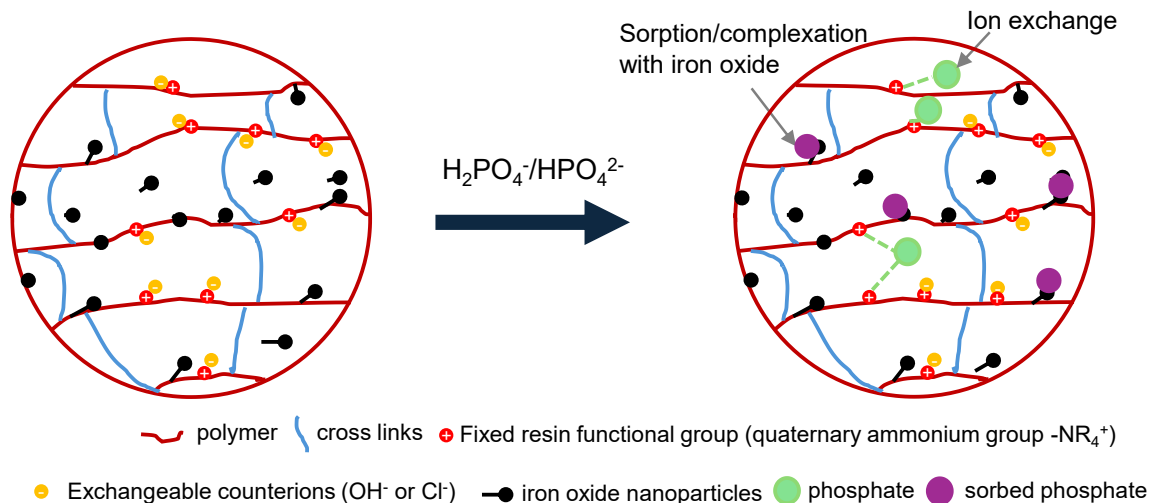 Sorption/complexation
with iron oxide
Ion exchange
H₂PO₄⁻/HPO₄²⁻
polymer
cross links
Fixed resin functional group (quaternary ammonium group -NR₄⁺)
Exchangeable counterions (OH⁻ or Cl⁻)
iron oxide nanoparticles
phosphate
sorbed phosphate